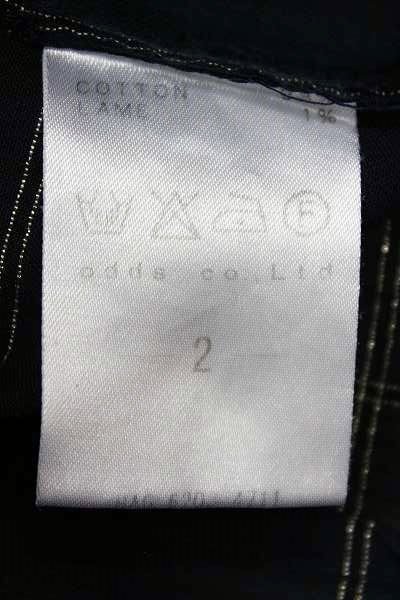 COTTON
LAME 1%
F
odds co.,Ltd
2